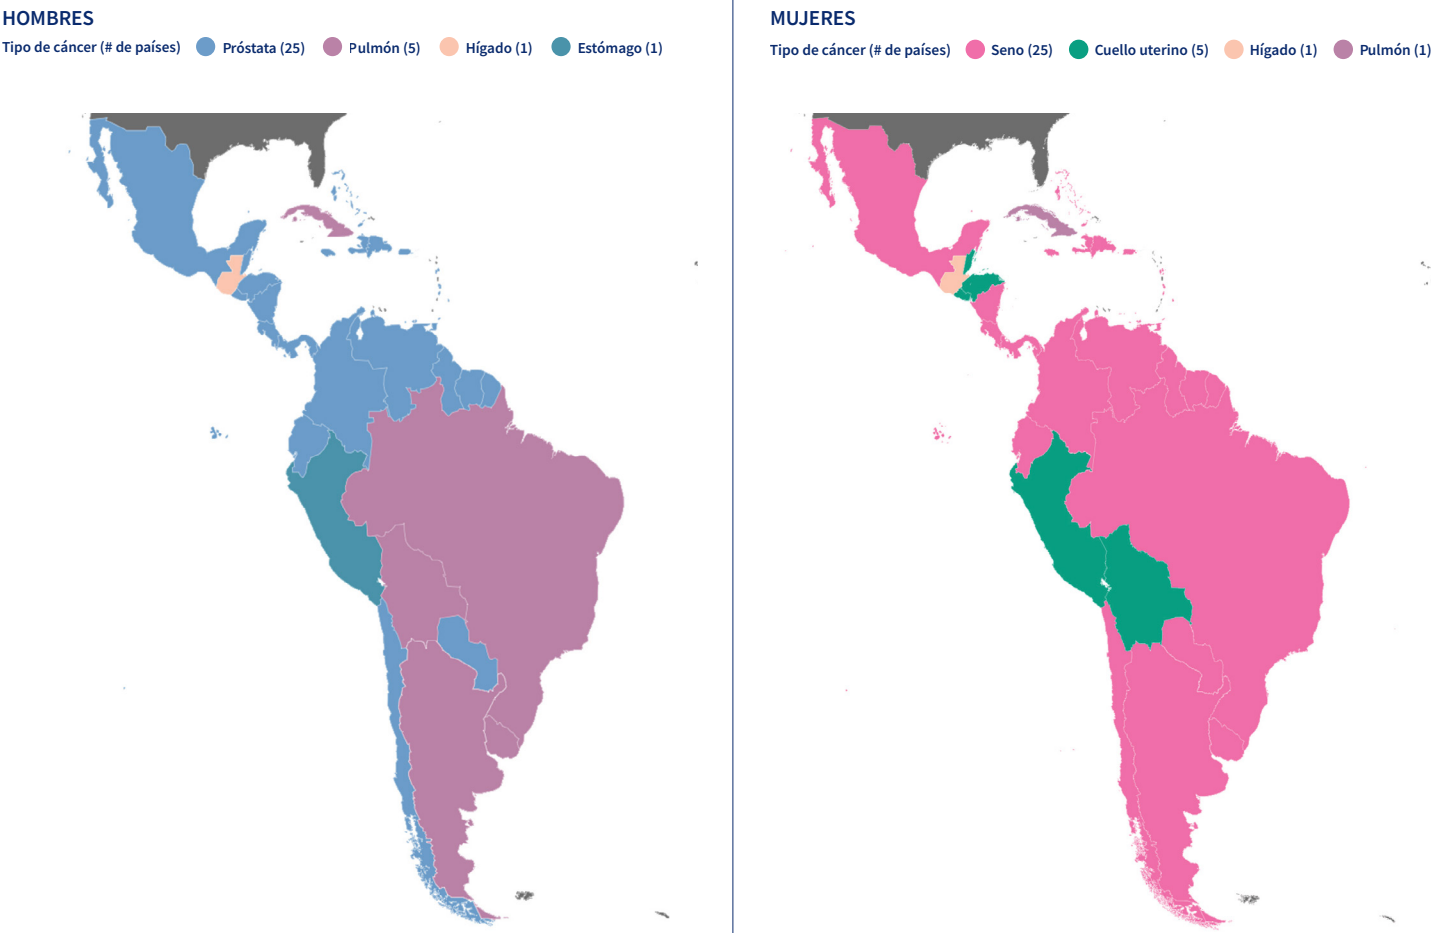 HOMBRES
Tipo de cáncer (# de países) Próstata (25) Pulmón (5) Hígado (1) Estómago (1)
MUJERES
Tipo de cáncer (# de países) Seno (25) Cuello uterino (5) Hígado (1) Pulmón (1)